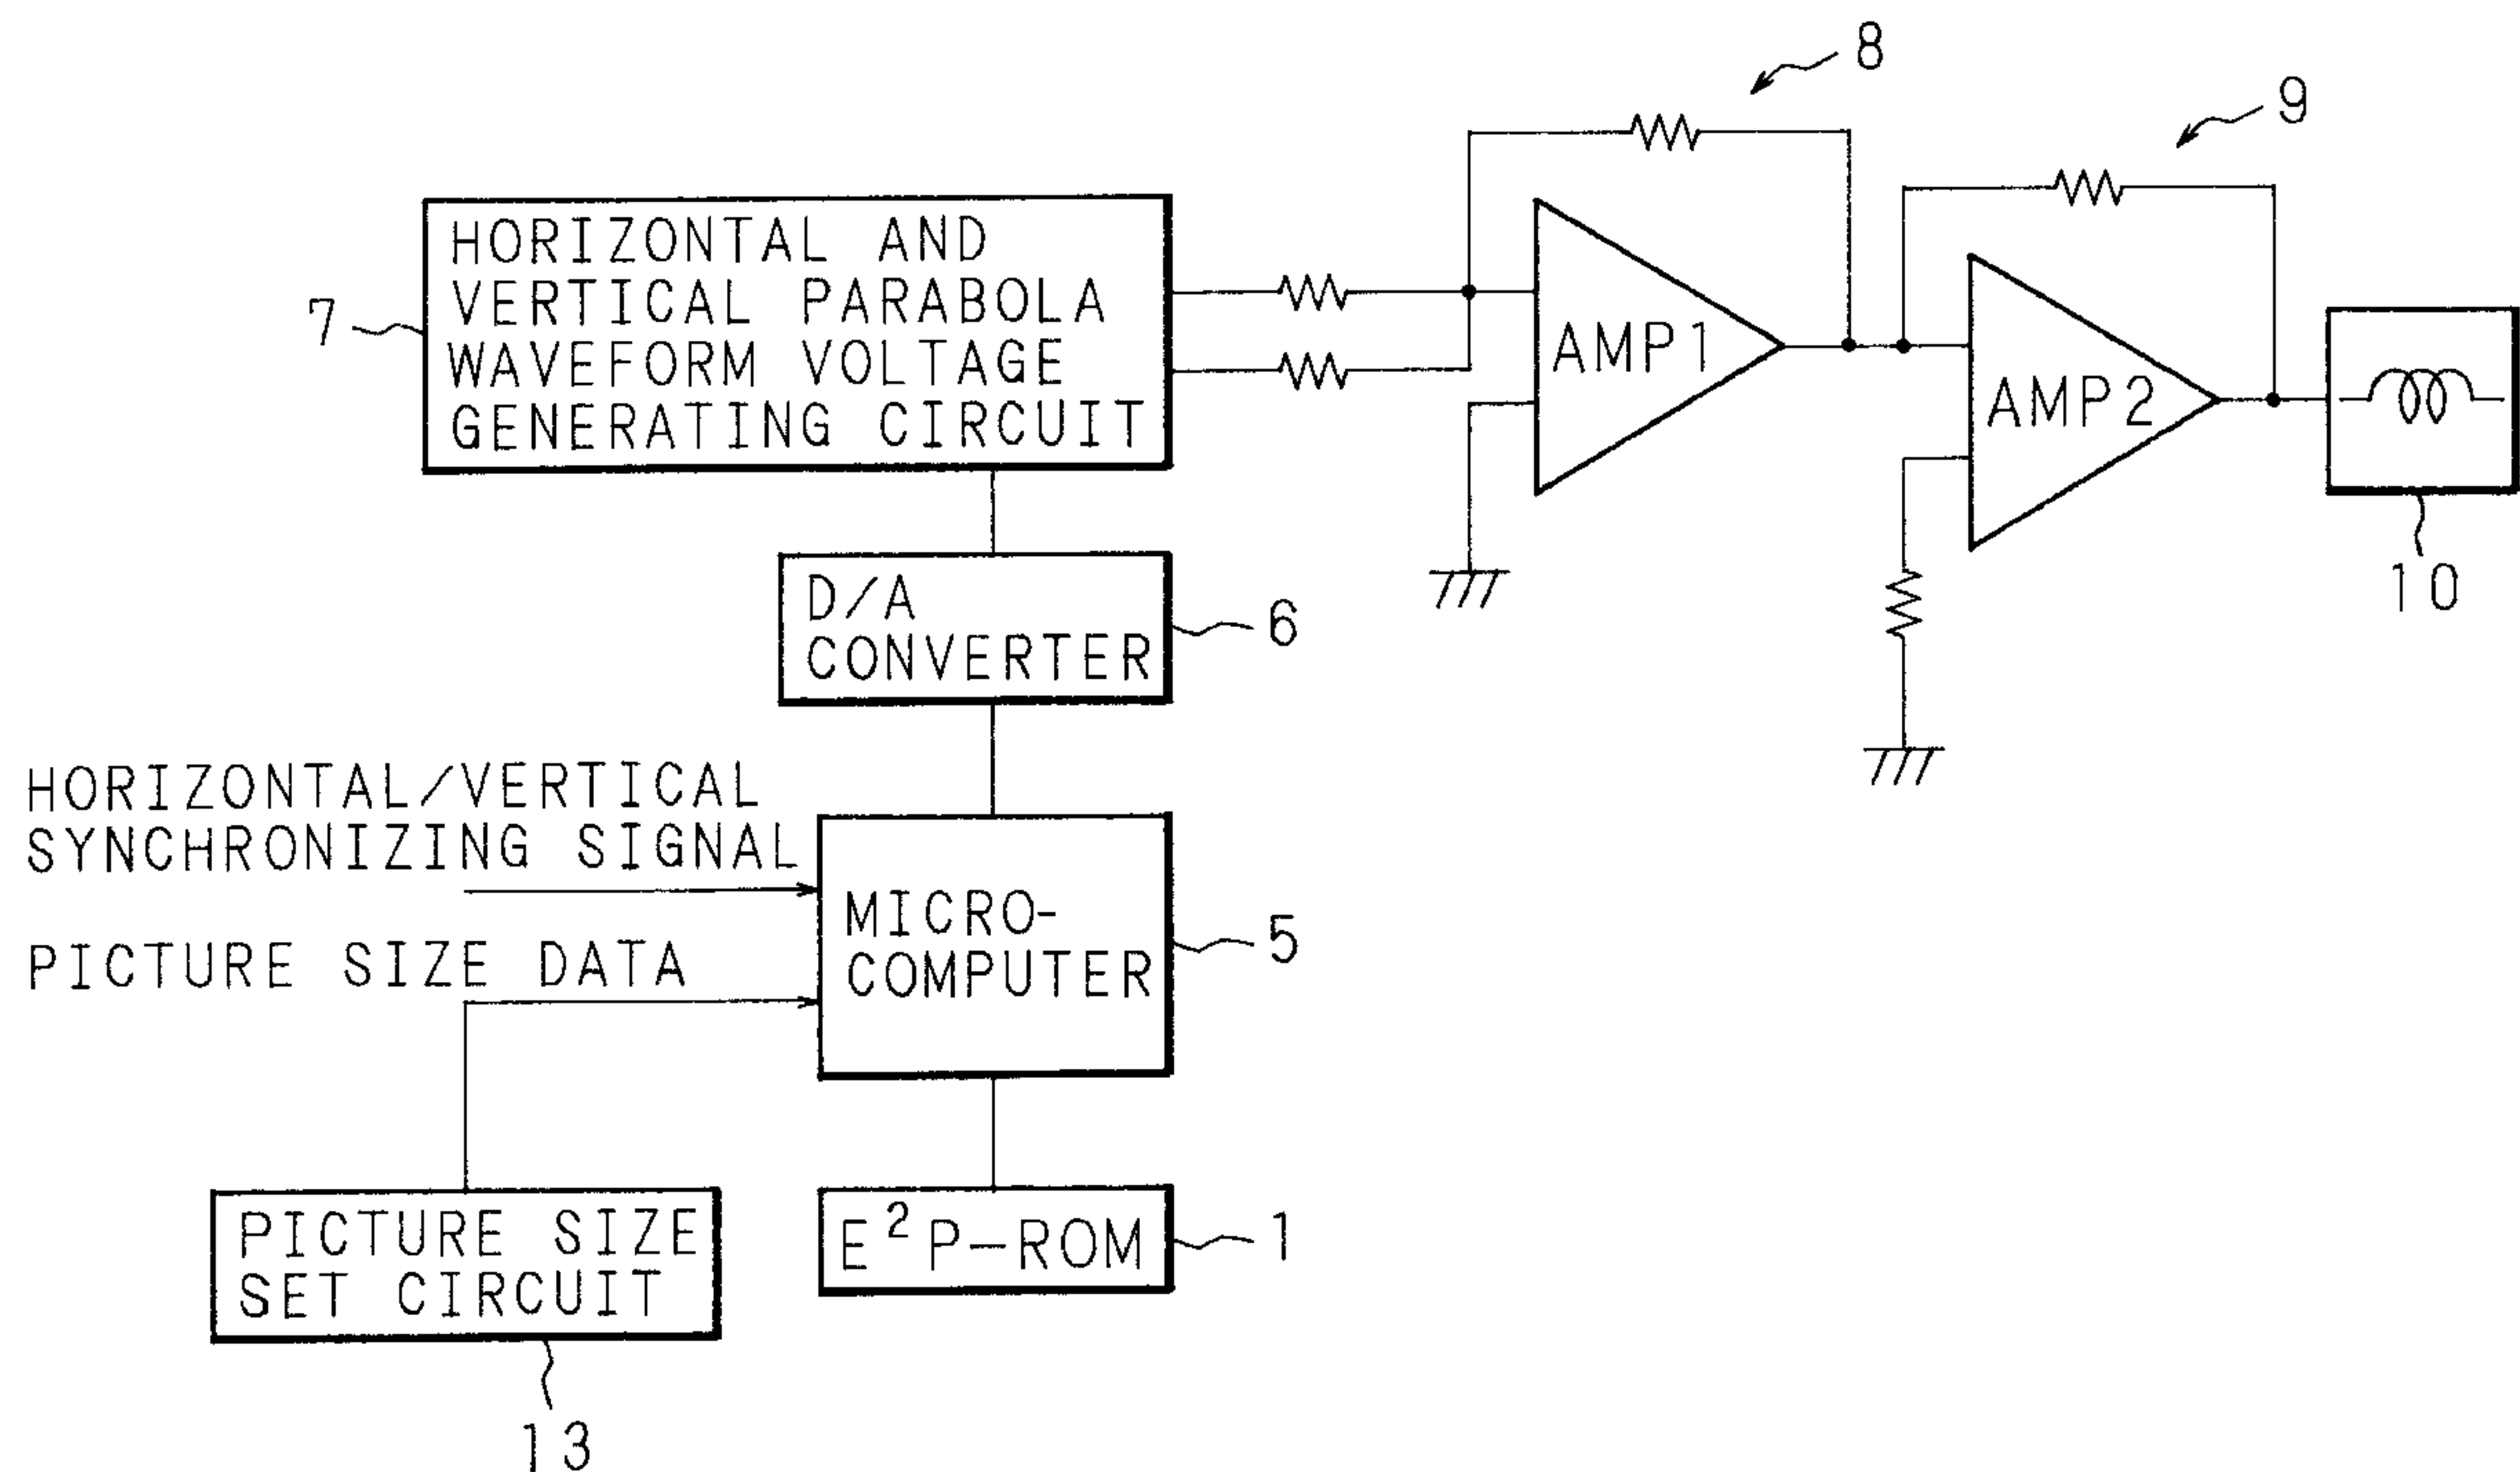 8
9
HORIZONTAL AND
VERTICAL PARABOLA
WAVEFORM VOLTAGE
GENERATING CIRCUIT
7
AMP1
AMP2
10
D/A
CONVERTER
6
HORIZONTAL/VERTICAL
SYNCHRONIZING SIGNAL
PICTURE SIZE DATA
MICRO-
COMPUTER
5
PICTURE SIZE
SET CIRCUIT
13
E²P-ROM
1